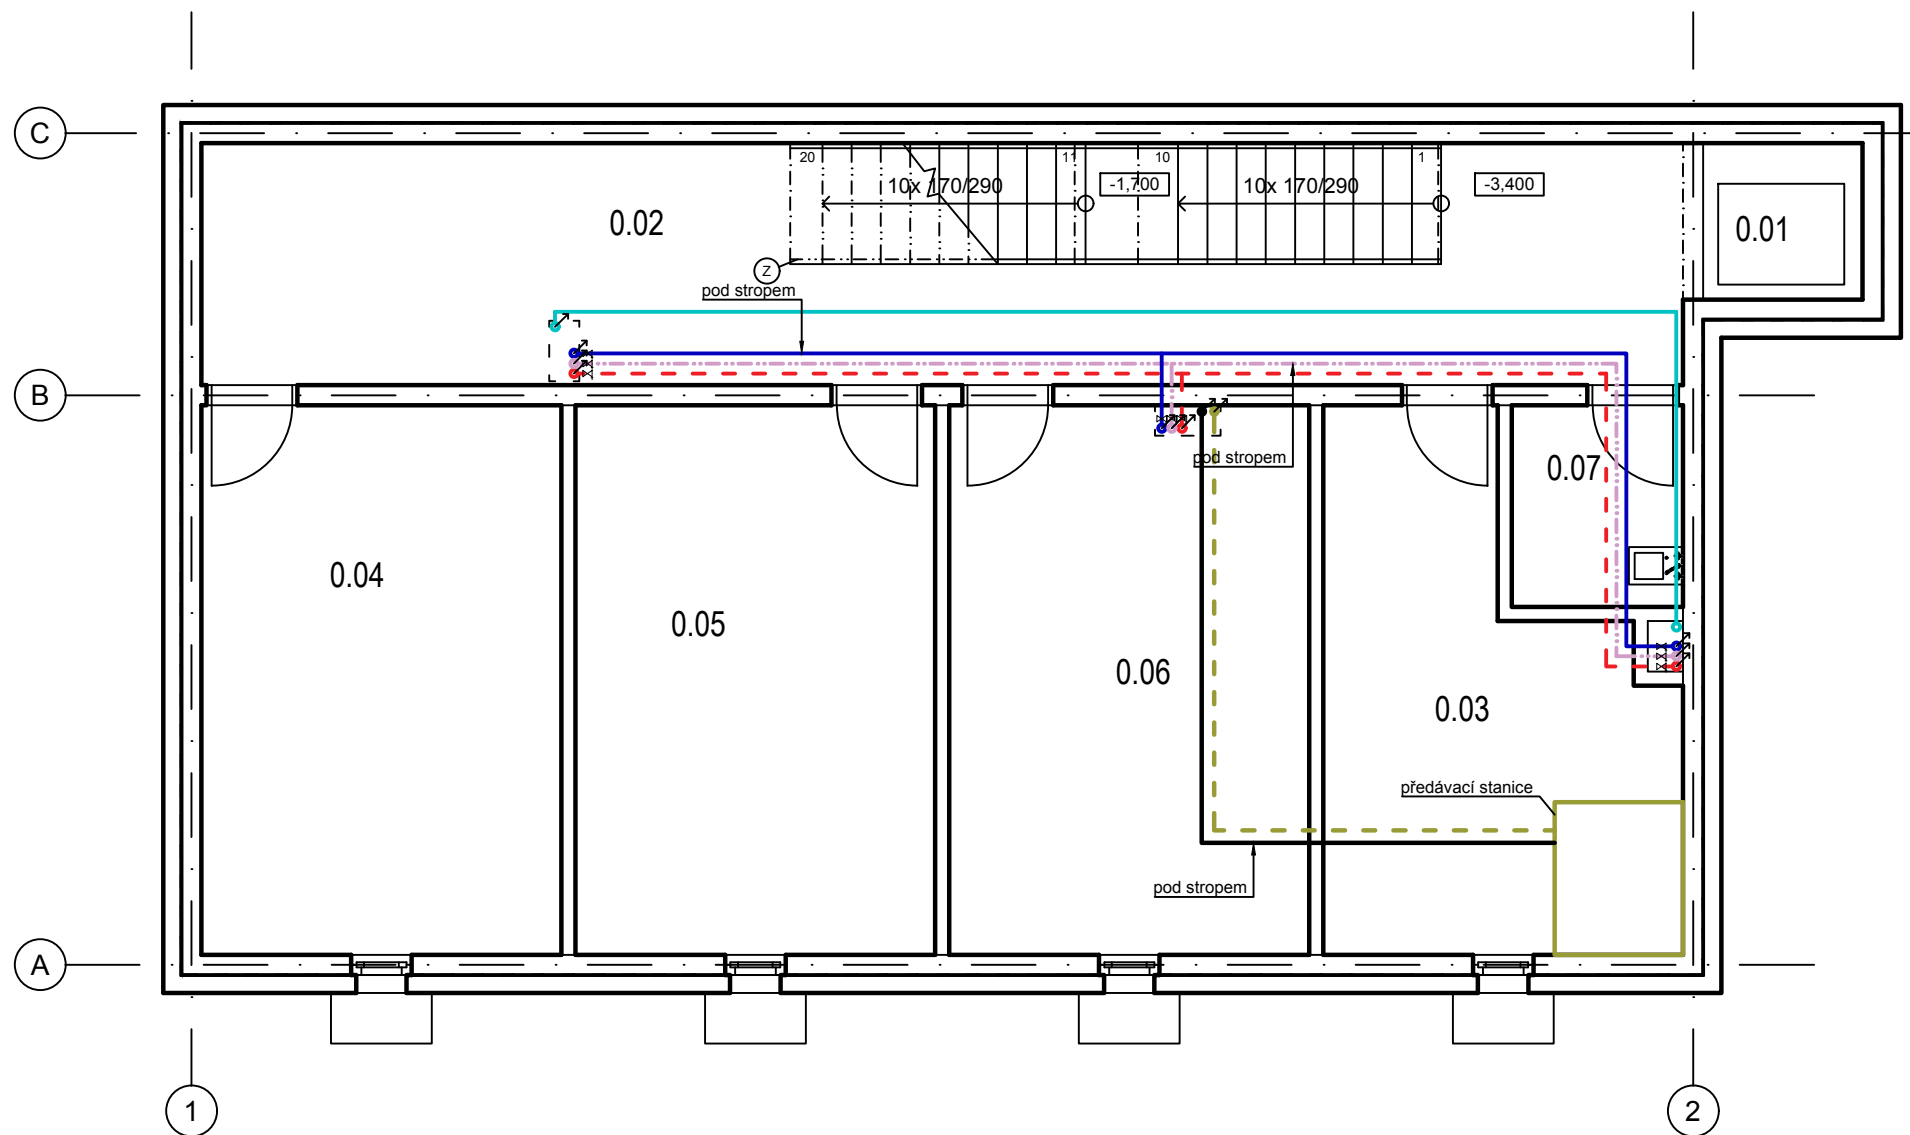 C
20
11
10
1
10x 170/290
-1,700
10x 170/290
-3,400
0.02
0.01
Z
pod stropem
B
pod stropem
0.07
0.04
0.05
0.06
0.03
předávací stanice
pod stropem
A
1
2